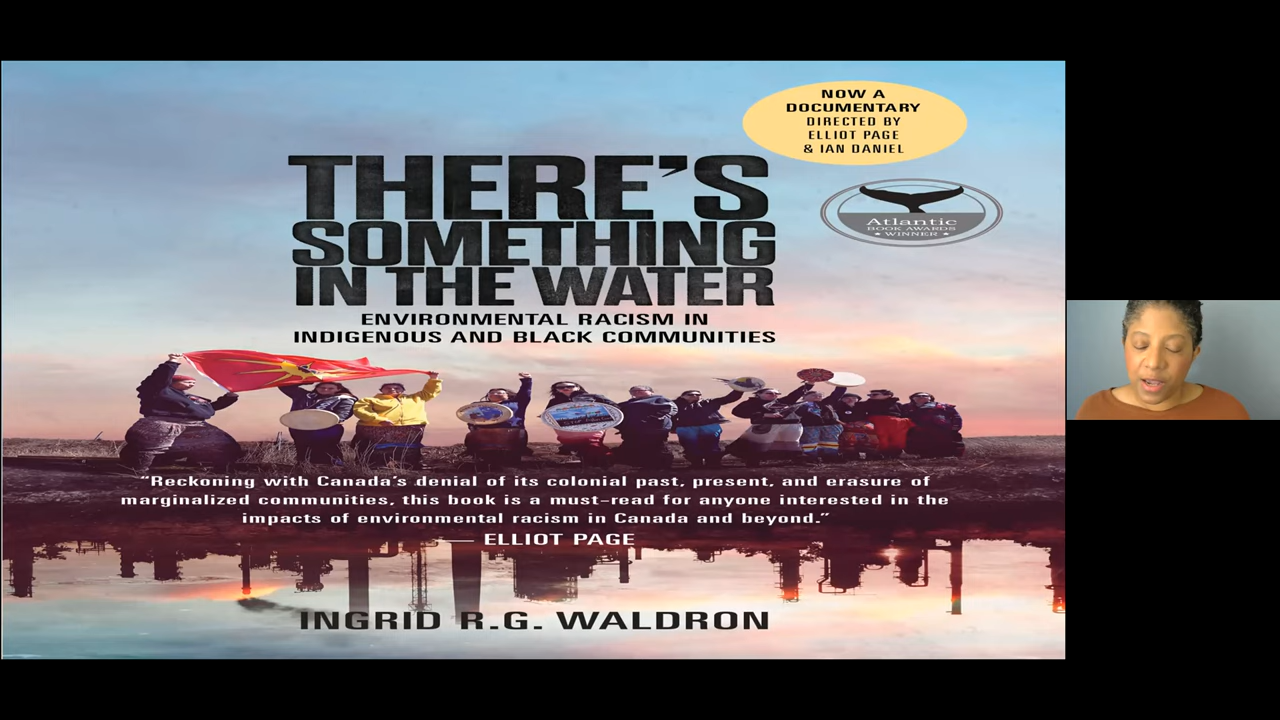 NOW A
DOCUMENTARY
DIRECTED BY
ELLIOT PAGE
& IAN DANIEL
THERE'S
SOMETHING
IN THE WATER
Atlantic
BOOK AWARDS
WINNER
ENVIRONMENTAL RACISM IN
INDIGENOUS AND BLACK COMMUNITIES
“Reckoning with Canada's denial of its colonial past, present, and erasure of
marginalized communities, this book is a must-read for anyone interested in the
impacts of environmental racism in Canada and beyond.”
— ELLIOT PAGE
INGRID R.G. WALDRON